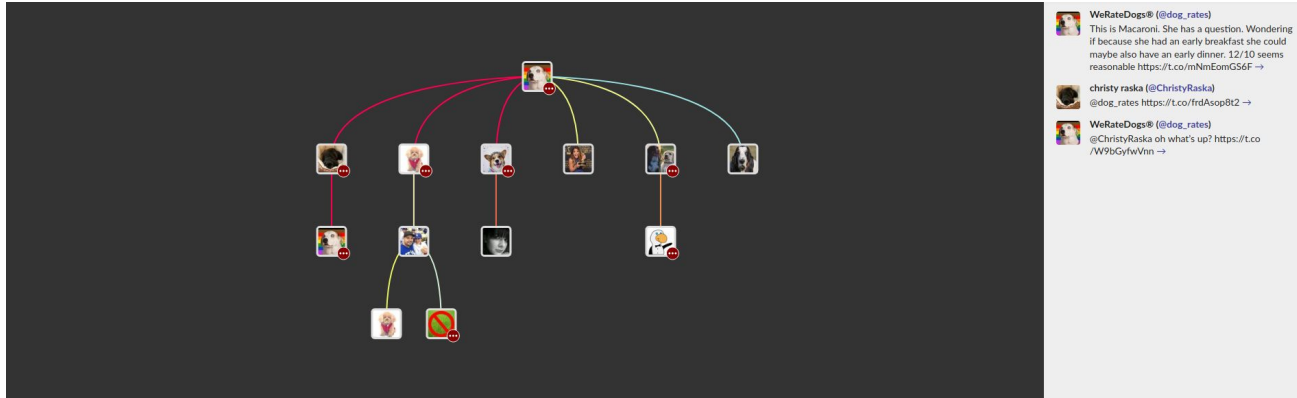 WeRateDogs® (@dog_rates)
This is Macaroni. She has a question. Wondering
if because she had an early breakfast she could
maybe also have an early dinner. 12/10 seems
reasonable https://t.co/mNmEomGS6F →
christy raska (@ChristyRaska)
@dog_rates https://t.co/frdAsop8t2 →
WeRateDogs® (@dog_rates)
@ChristyRaska oh what's up? https://t.co
/W9bGyfwVnn →